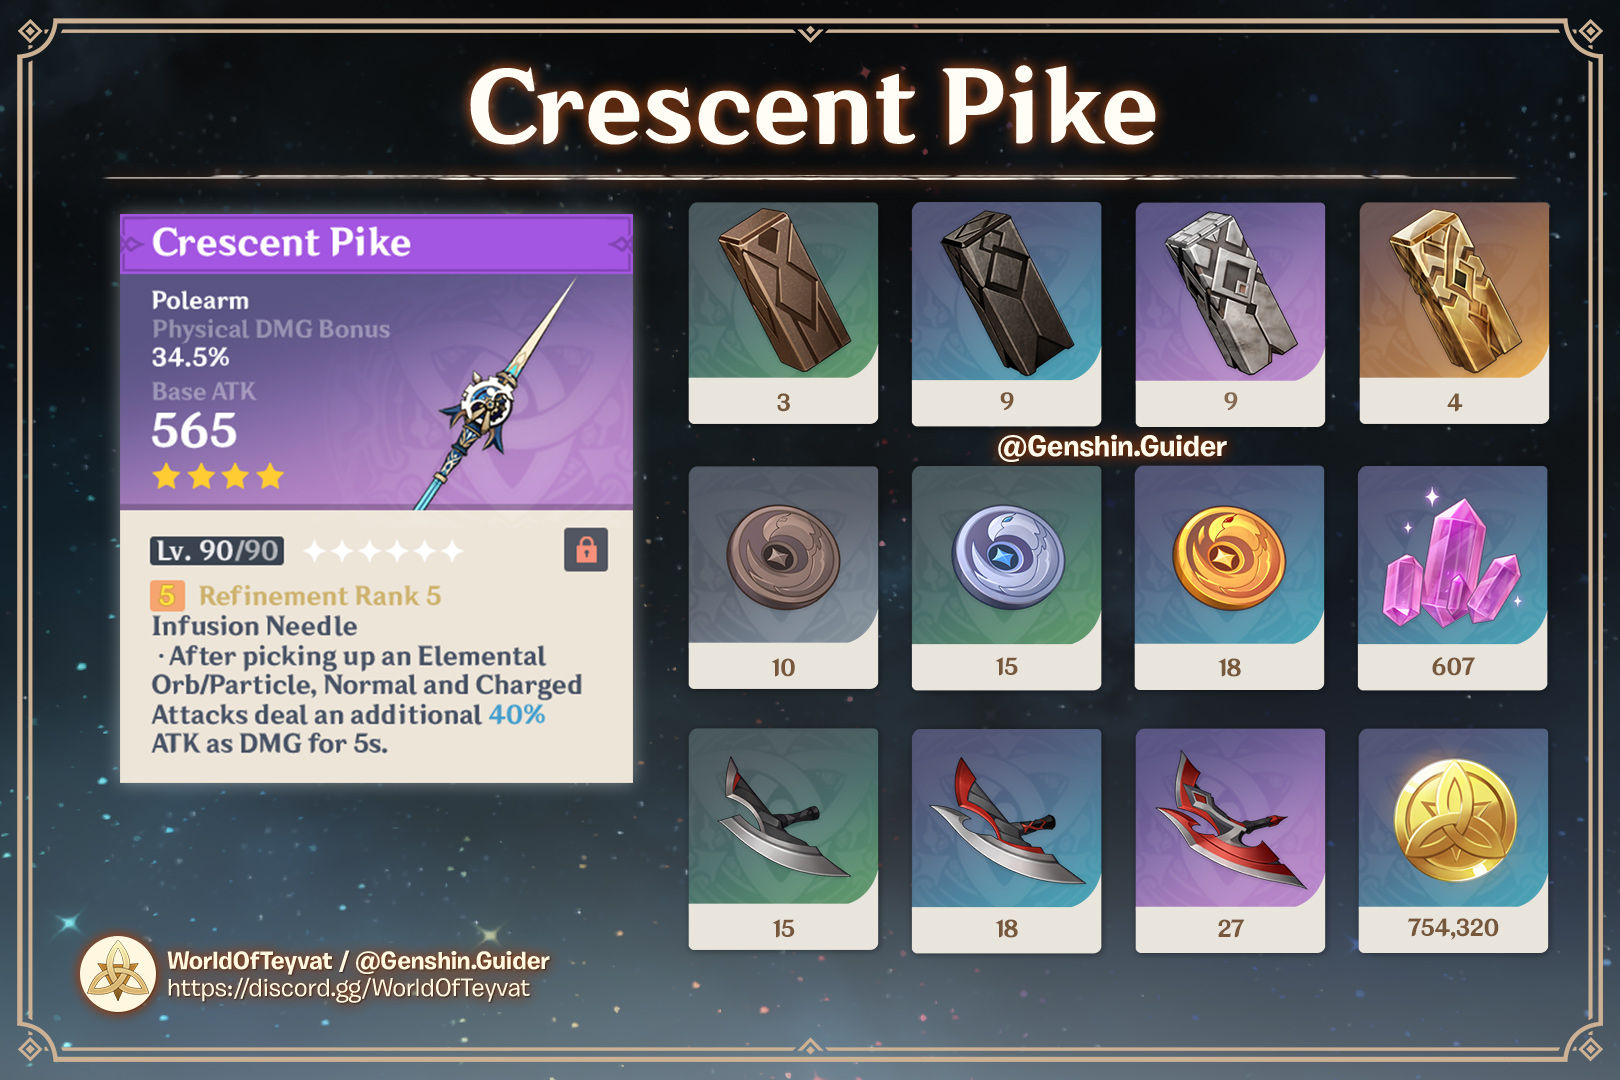 Crescent Pike
Crescent Pike
Polearm
Physical DMG Bonus
34.5%
Base ATK
565
Lv. 90/90
5 Refinement Rank 5
Infusion Needle
· After picking up an Elemental
Orb/Particle, Normal and Charged
Attacks deal an additional 40%
ATK as DMG for 5s.
3 9 9 4
@Genshin.Guider
10 15 18 607
15 18 27 754,320
WorldOfTeyvat / @Genshin.Guider
https://discord.gg/WorldOfTeyvat